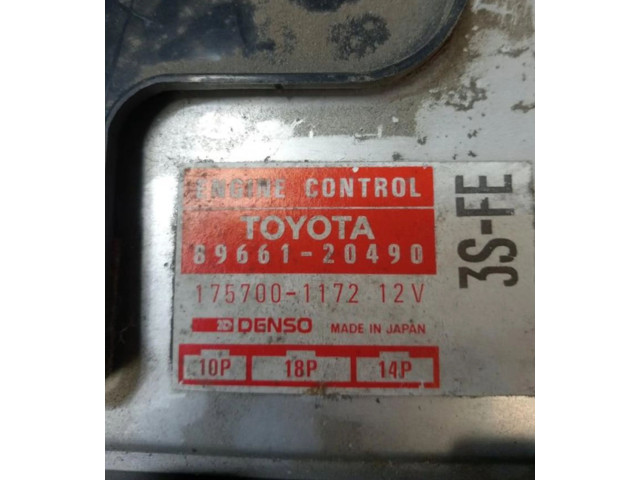 ENGINE CONTROL
TOYOTA
89661-20490
175700-1172 12V
DENSO MADE IN JAPAN
10P 18P 14P
3S-FE